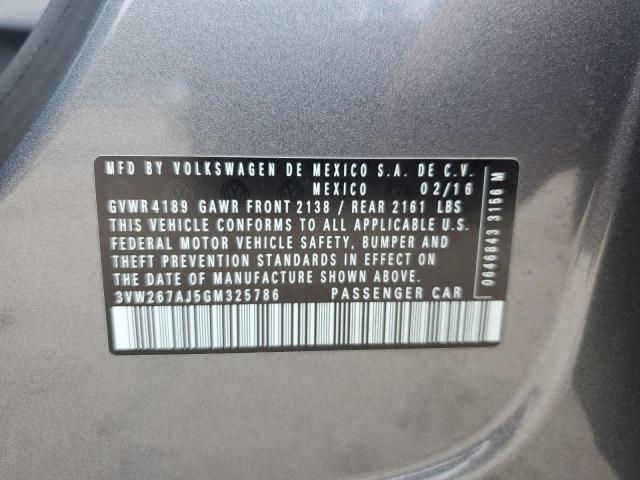 MFD BY VOLKSWAGEN DE MEXICO S.A. DE C.V.
MEXICO 02/16
GVWR 4189 GAWR FRONT 2138 / REAR 2161 LBS
THIS VEHICLE CONFORMS TO ALL APPLICABLE U.S.
FEDERAL MOTOR VEHICLE SAFETY, BUMPER AND
THEFT PREVENTION STANDARDS IN EFFECT ON
THE DATE OF MANUFACTURE SHOWN ABOVE.
3VW267AJ5GM325786 PASSENGER CAR
0646843 3156 M